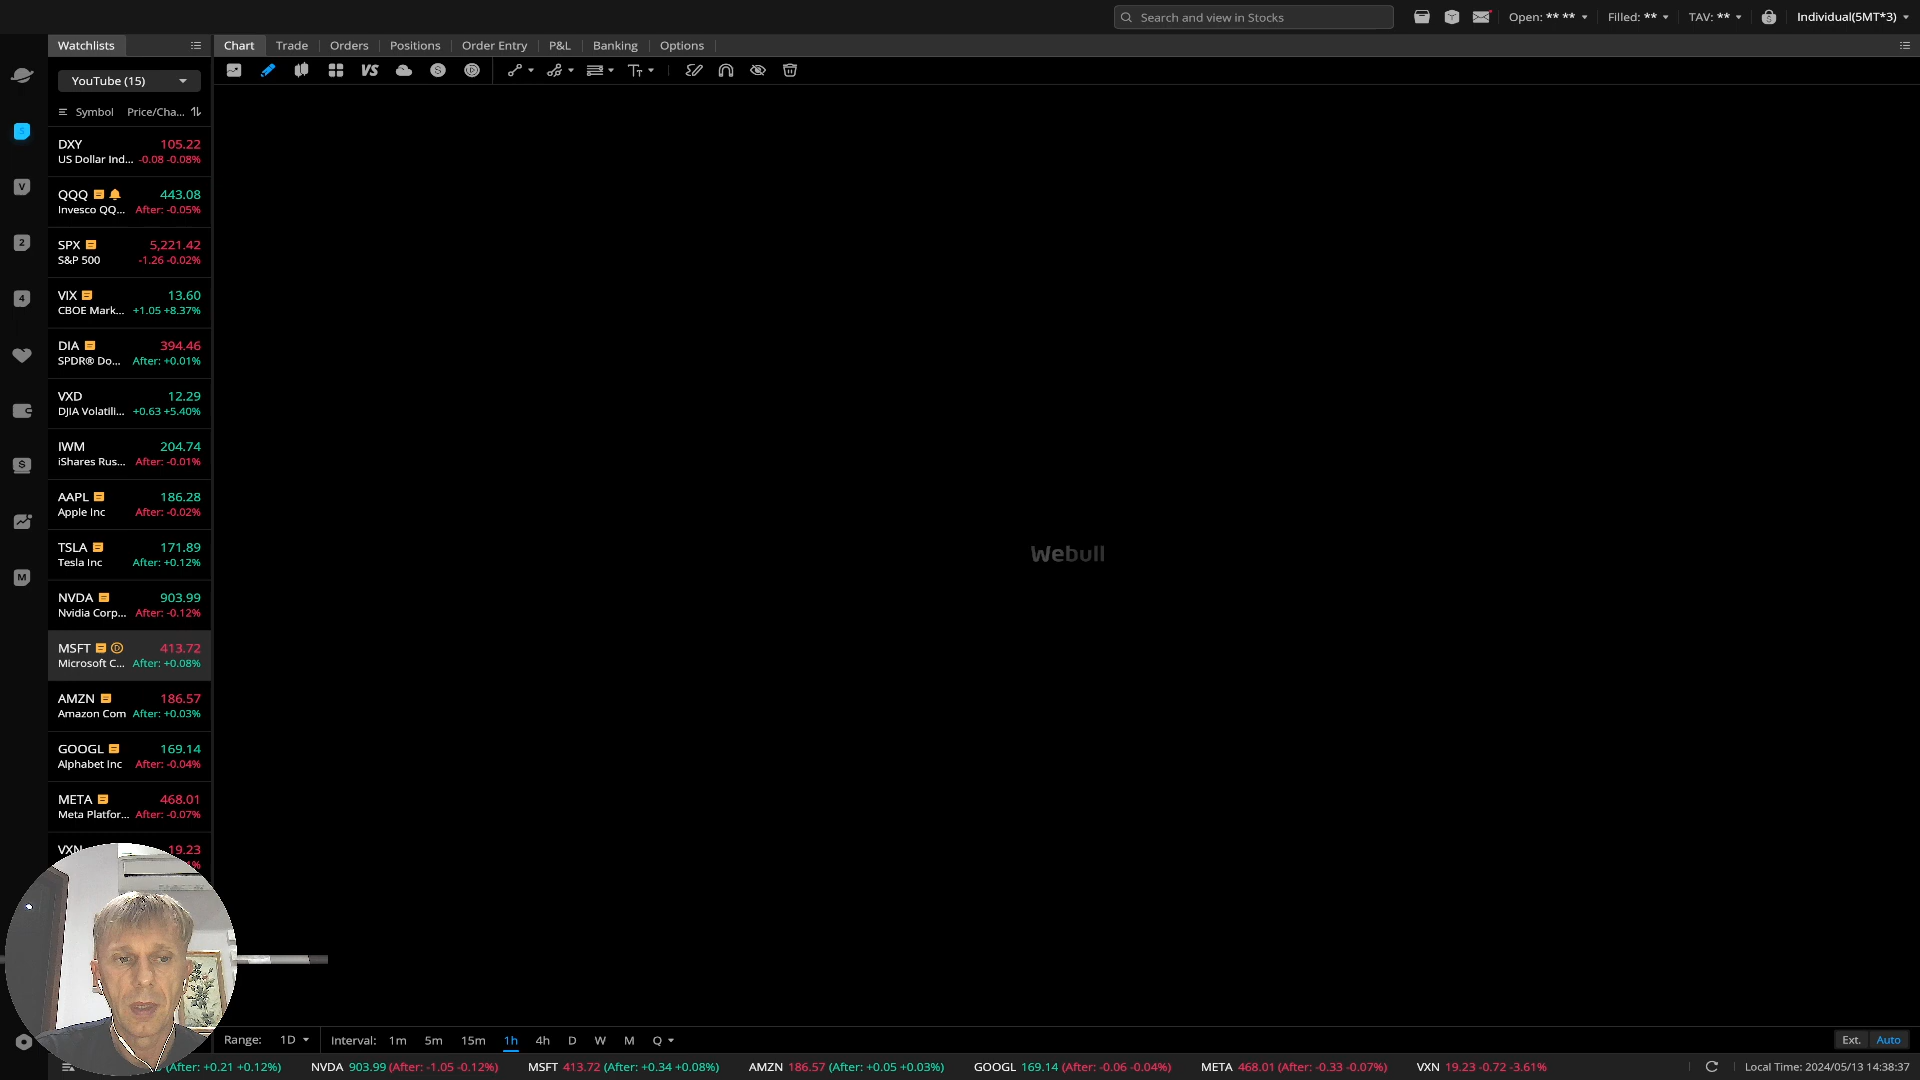 Search and view in Stocks
Open: ** **
Filled: **
TAV: **
Individual(5MT*3)
Watchlists
Chart
Trade
Orders
Positions
Order Entry
P&L
Banking
Options
YouTube (15)
VS
S
D
Tт
Symbol Price/Cha...
DXY 105.22
US Dollar Ind... -0.08 -0.08%
QQQ 443.08
Invesco QQ... After: -0.05%
SPX 5,221.42
S&P 500 -1.26 -0.02%
VIX 13.60
CBOE Mark... +1.05 +8.37%
DIA 394.46
SPDR® Do... After: +0.01%
VXD 12.29
DJIA Volatili... +0.63 +5.40%
IWM 204.74
iShares Rus... After: -0.01%
AAPL 186.28
Apple Inc After: -0.02%
TSLA 171.89
Tesla Inc After: +0.12%
NVDA 903.99
Nvidia Corp... After: -0.12%
MSFT D 413.72
Microsoft C... After: +0.08%
AMZN 186.57
Amazon Com After: +0.03%
GOOGL 169.14
Alphabet Inc After: -0.04%
META 468.01
Meta Platfor... After: -0.07%
VXN 19.23
S
V
2
4
S
M
Webull
Range: 1D
Interval: 1m 5m 15m 1h 4h D W M Q
Ext. Auto
(After: +0.21 +0.12%) NVDA 903.99 (After: -1.05 -0.12%) MSFT 413.72 (After: +0.34 +0.08%) AMZN 186.57 (After: +0.05 +0.03%) GOOGL 169.14 (After: -0.06 -0.04%) META 468.01 (After: -0.33 -0.07%) VXN 19.23 -0.72 -3.61%
Local Time: 2024/05/13 14:38:37